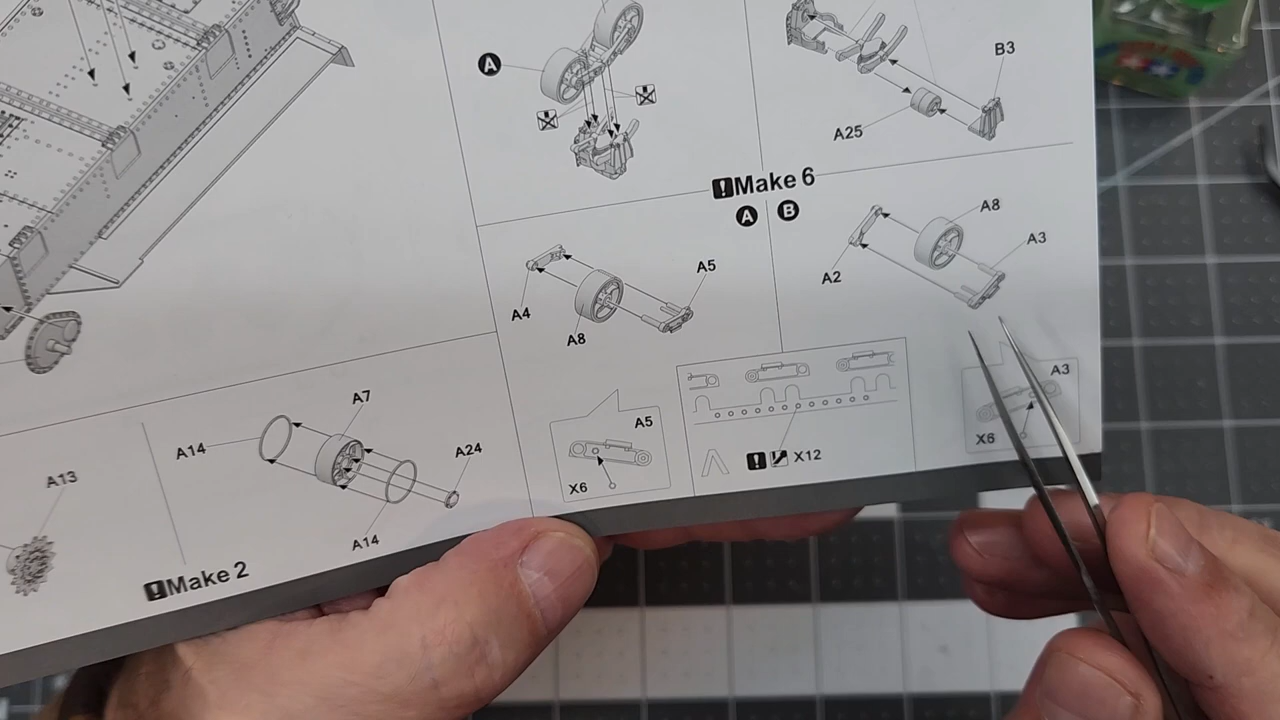 A
B3
A25
!Make 6
A B
A8
A3
A2
A5
A4
A8
A7
A14
A24
A14
A13
!Make 2
A5
X6
! X12
A3
X6